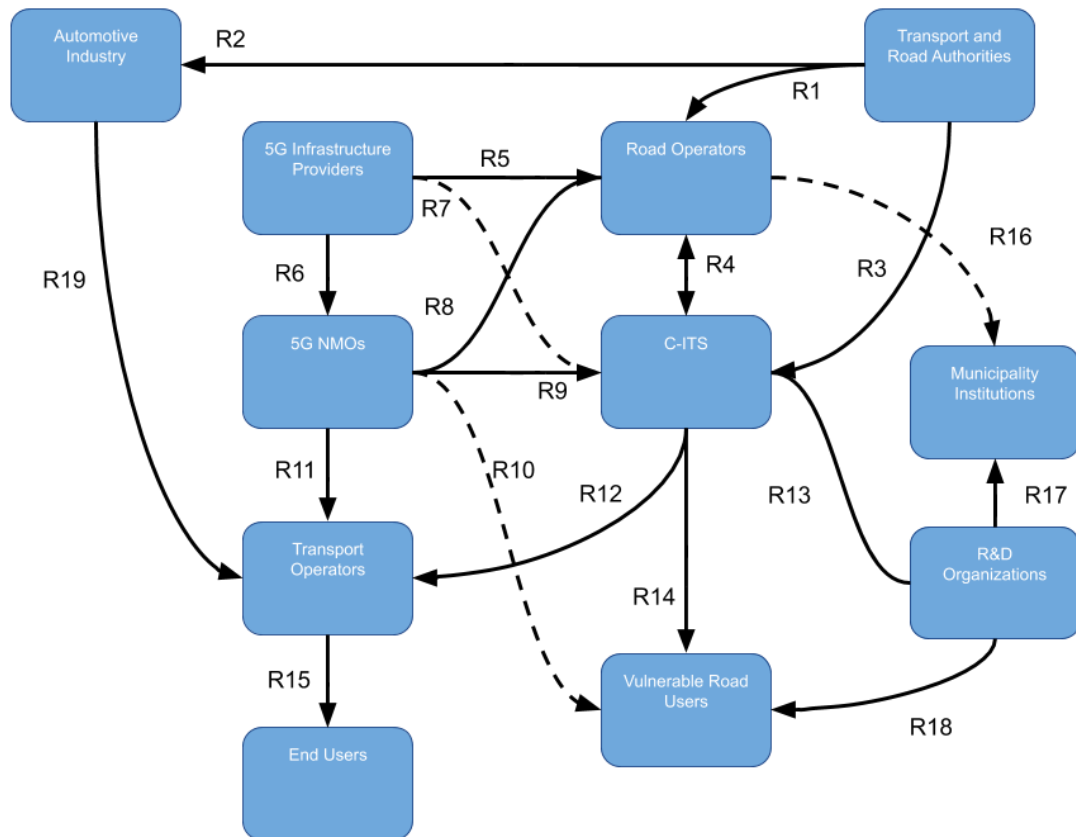 Automotive
Industry
R2
Transport and
Road Authorities
R1
5G Infrastructure
Providers
R5
Road Operators
R7
R16
R6
R4
R3
R19
R8
5G NMOs
C-ITS
R9
Municipality
Institutions
R11
R10
R12
R13
R17
Transport
Operators
R&D
Organizations
R14
R15
Vulnerable Road
Users
R18
End Users